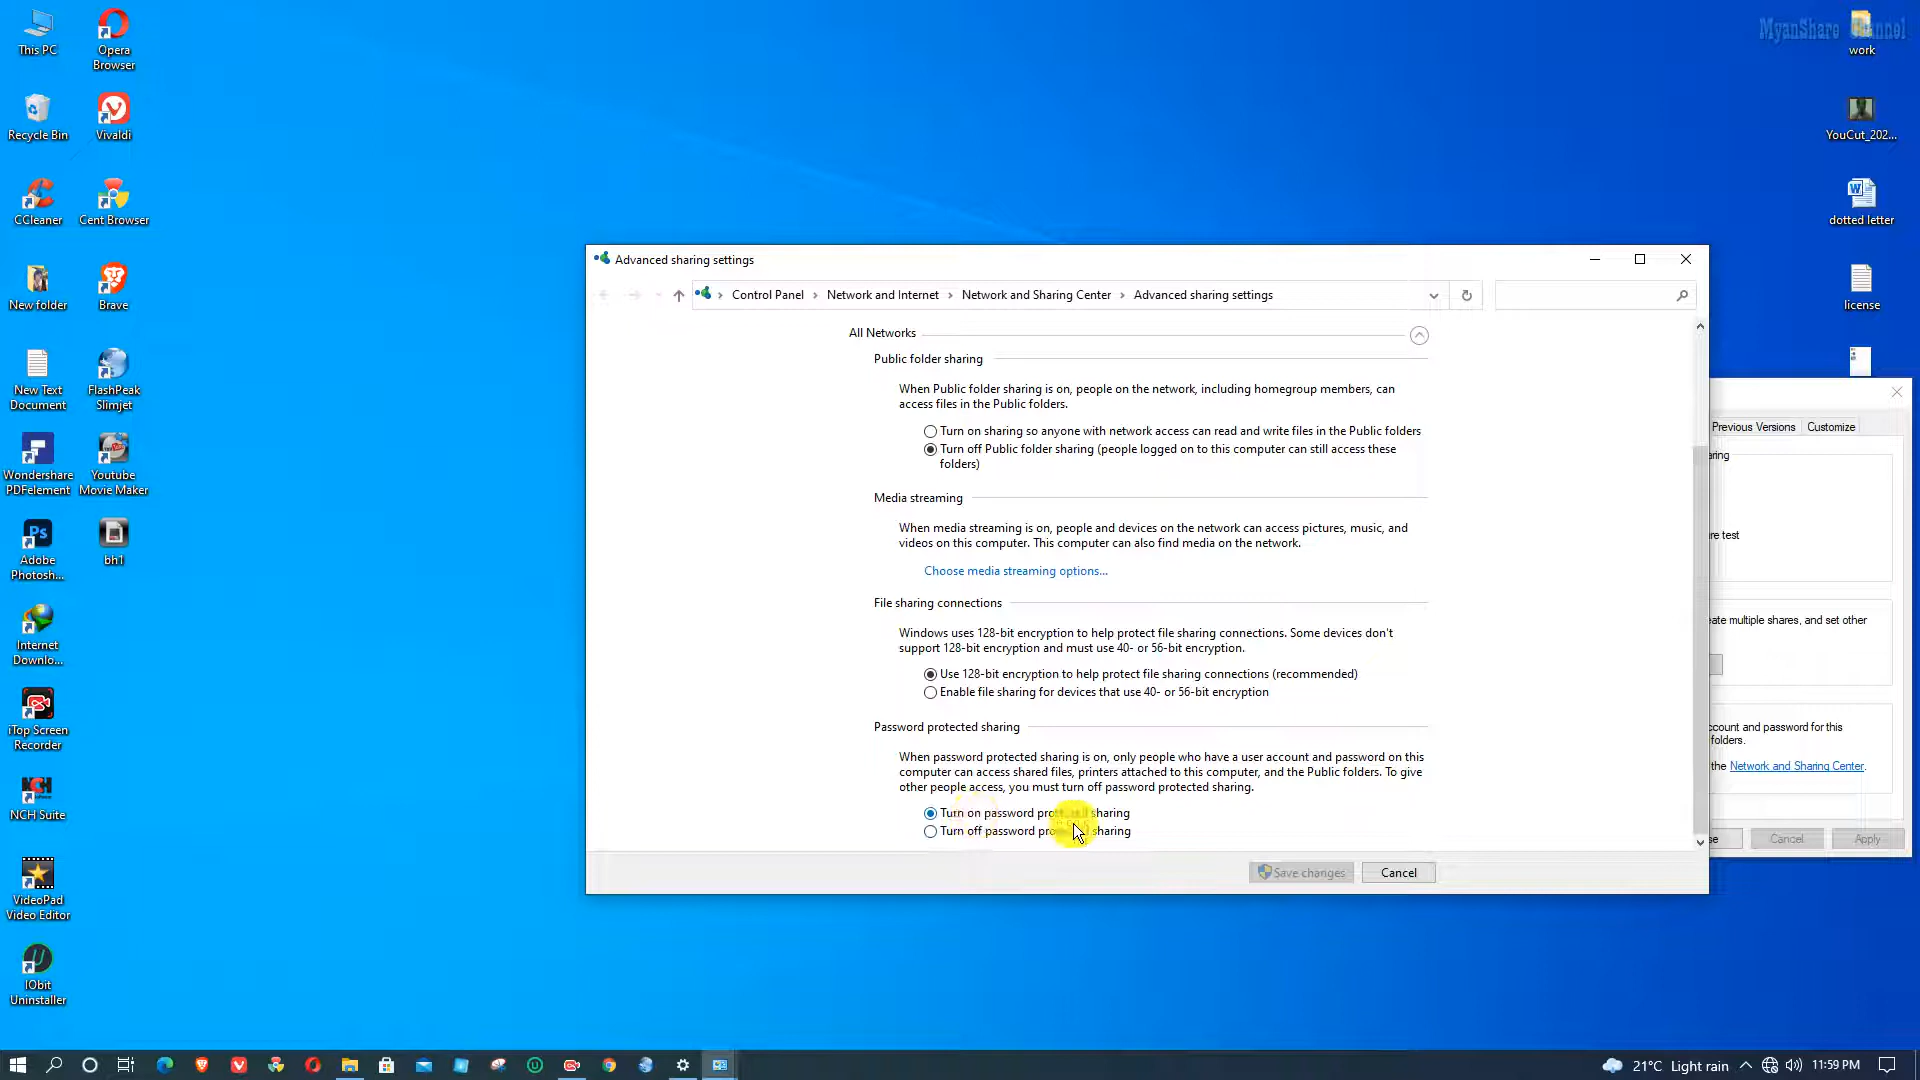 MyanShare Channel
This PC
Opera
Browser
work
Recycle Bin
Vivaldi
YouCut_202...
CCleaner
Cent Browser
dotted letter
New folder
Brave
license
New Text
Document
FlashPeak
Slimjet
Wondershare
PDFelement
Youtube
Movie Maker
Adobe
Photosh...
bh1
Internet
Downlo...
iTop Screen
Recorder
NCH Suite
VideoPad
Video Editor
IObit
Uninstaller
Advanced sharing settings
Control Panel > Network and Internet > Network and Sharing Center > Advanced sharing settings
All Networks
Public folder sharing
When Public folder sharing is on, people on the network, including homegroup members, can
access files in the Public folders.
Turn on sharing so anyone with network access can read and write files in the Public folders
Turn off Public folder sharing (people logged on to this computer can still access these
folders)
Media streaming
When media streaming is on, people and devices on the network can access pictures, music, and
videos on this computer. This computer can also find media on the network.
Choose media streaming options...
File sharing connections
Windows uses 128-bit encryption to help protect file sharing connections. Some devices don't
support 128-bit encryption and must use 40- or 56-bit encryption.
Use 128-bit encryption to help protect file sharing connections (recommended)
Enable file sharing for devices that use 40- or 56-bit encryption
Password protected sharing
When password protected sharing is on, only people who have a user account and password on this
computer can access shared files, printers attached to this computer, and the Public folders. To give
other people access, you must turn off password protected sharing.
Turn on password protected sharing
Turn off password protected sharing
Save changes
Cancel
Previous Versions
Customize
aring
re test
eate multiple shares, and set other
ccount and password for this
folders.
the Network and Sharing Center.
se
Cancel
Apply
21°C Light rain
11:59 PM